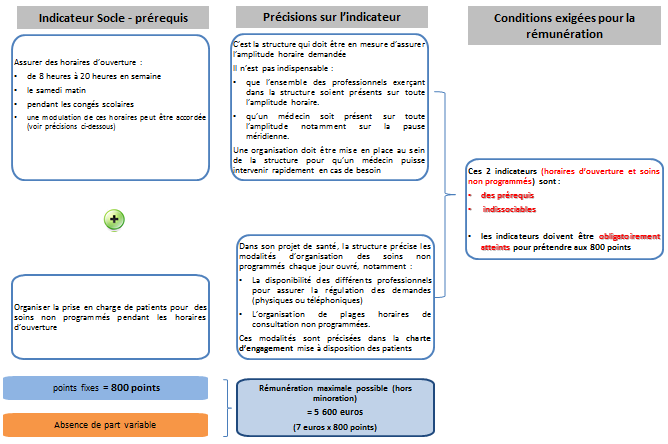 Indicateur Socle - prérequis
Assurer des horaires d'ouverture :
• de 8 heures à 20 heures en semaine
• le samedi matin
• pendant les congés scolaires
• une modulation de ces horaires peut être accordée
(voir précisions ci-dessous)
+
Organiser la prise en charge de patients pour des
soins non programmés pendant les horaires
d'ouverture
points fixes = 800 points
Absence de part variable
Précisions sur l'indicateur
C'est la structure qui doit être en mesure d'assurer
l'amplitude horaire demandée
Il n'est pas indispensable :
• que l'ensemble des professionnels exerçant
dans la structure soient présents sur toute
l'amplitude horaire.
• qu'un médecin soit présent sur toute
l'amplitude notamment sur la pause
méridienne.
Une organisation doit être mise en place au sein
de la structure pour qu'un médecin puisse
intervenir rapidement en cas de besoin
Dans son projet de santé, la structure précise les
modalités d'organisation des soins non
programmés chaque jour ouvré, notamment :
• La disponibilité des différents professionnels
pour assurer la régulation des demandes
(physiques ou téléphoniques)
• L'organisation de plages horaires de
consultation non programmées.
Ces modalités sont précisées dans la charte
d'engagement mise à disposition des patients
Rémunération maximale possible (hors
minoration)
= 5 600 euros
(7 euros x 800 points)
Conditions exigées pour la
rémunération
Ces 2 indicateurs (horaires d'ouverture et soins
non programmés) sont :
• des prérequis
• indissociables
• les indicateurs doivent être obligatoirement
atteints pour prétendre aux 800 points